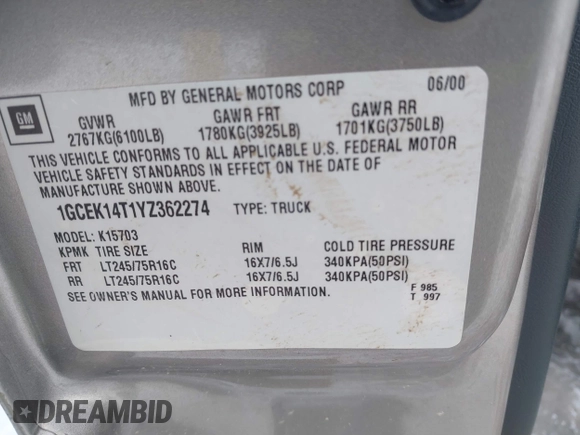 MFD BY GENERAL MOTORS CORP 06/00
GM
GVWR GAWR FRT GAWR RR
2767KG(6100LB) 1780KG(3925LB) 1701KG(3750LB)
THIS VEHICLE CONFORMS TO ALL APPLICABLE U.S. FEDERAL MOTOR
VEHICLE SAFETY STANDARDS IN EFFECT ON THE DATE OF
MANUFACTURE SHOWN ABOVE.
1GCEK14T1YZ362274 TYPE: TRUCK
MODEL: K15703
KPMK TIRE SIZE RIM COLD TIRE PRESSURE
FRT LT245/75R16C 16X7/6.5J 340KPA(50PSI)
RR LT245/75R16C 16X7/6.5J 340KPA(50PSI)
SEE OWNER'S MANUAL FOR MORE INFORMATION.
F 985
T 997
DREAMBID